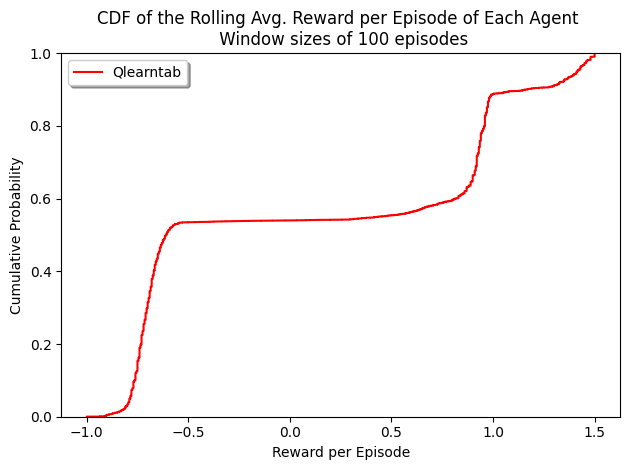 CDF of the Rolling Avg. Reward per Episode of Each Agent
Window sizes of 100 episodes
Qlearntab
Cumulative Probability
1.0
0.8
0.6
0.4
0.2
0.0
−1.0 −0.5 0.0 0.5 1.0 1.5
Reward per Episode